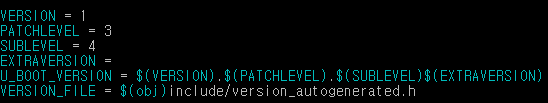 VERSION = 1
PATCHLEVEL = 3
SUBLEVEL = 4
EXTRAVERSION =
U_BOOT_VERSION = $(VERSION).$(PATCHLEVEL).$(SUBLEVEL)$(EXTRAVERSION)
VERSION_FILE = $(obj)include/version_autogenerated.h